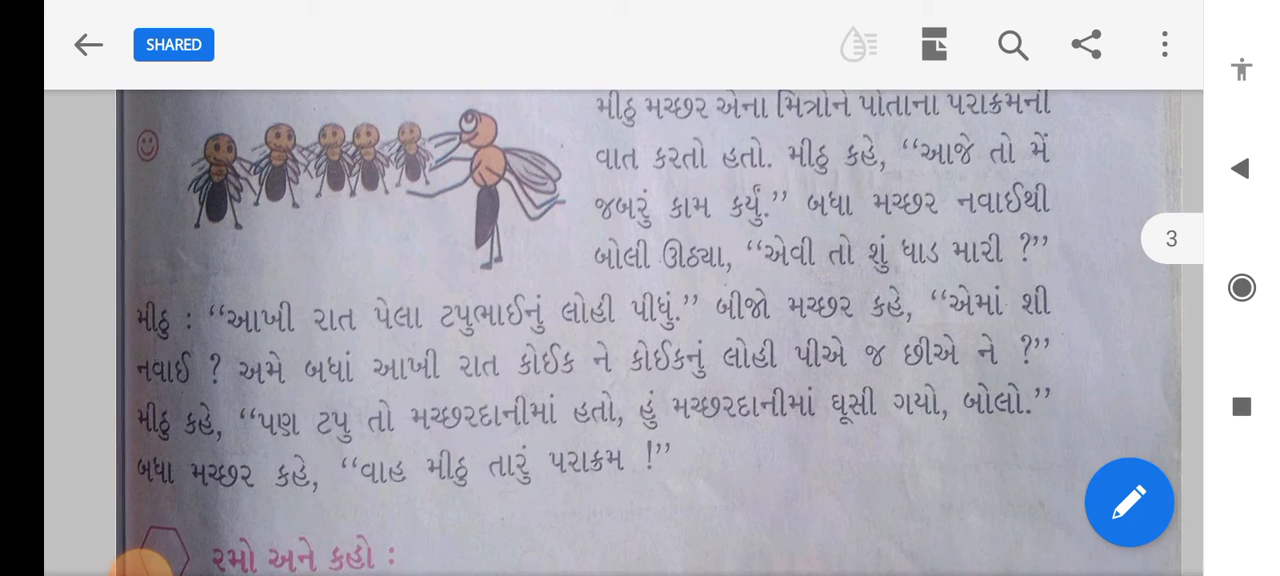 SHARED
મીઠુ મચ્છર એના મિત્રોને પોતાના પરાક્રમની
વાત કરતો હતો. મીઠુ કહે, “આજે તો મેં
જબરું કામ કર્યું.” બધા મચ્છર નવાઈથી
બોલી ઊઠ્યા, “એવી તો શું ધાડ મારી ?”
3
મીઠુ : “આખી રાત પેલા ટપુભાઈનું લોહી પીધું.” બીજો મચ્છર કહે, “એમાં શી
નવાઈ ? અમે બધાં આખી રાત કોઈક ને કોઈકનું લોહી પીએ જ છીએ ને ?”
મીઠુ કહે, “પણ ટપુ તો મચ્છરદાનીમાં હતો, હું મચ્છરદાનીમાં ઘૂસી ગયો, બોલો.”
બધા મચ્છર કહે, “વાહ મીઠુ તારું પરાક્રમ !”
રમો અને કહો :